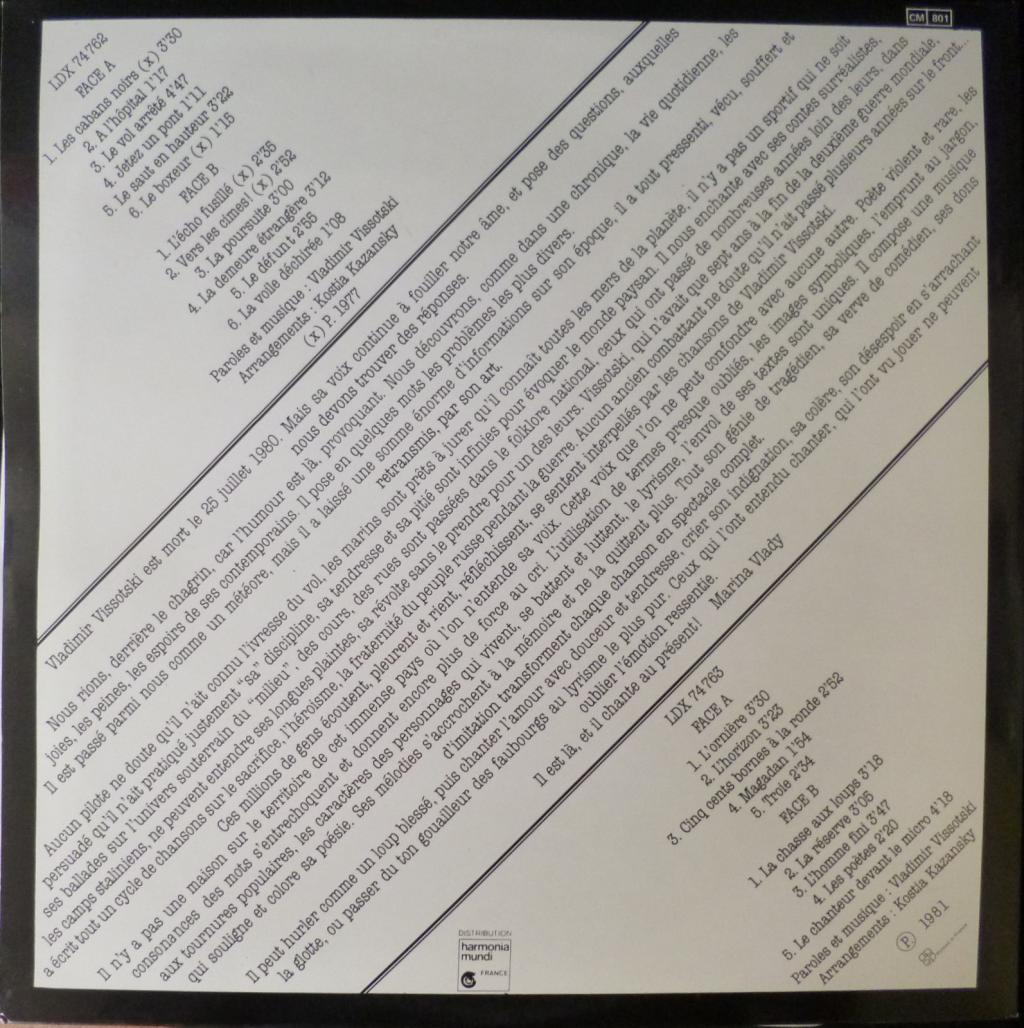 CM 801
LDX 74762
FACE A
1. Les cabans noirs (x) 3'30
2. A l'hôpital 1'17
3. Le vol arrêté 4'47
4. Jetez un pont 1'11
5. Le saut en hauteur 3'22
6. Le boxeur (x) 1'15
FACE B
1. L'écho fusillé (x) 2'35
2. Vers les cimes! (x) 2'52
3. La poursuite 3'00
4. La demeure étrangère 3'12
5. Le défunt 2'55
6. La voile déchirée 1'08
Paroles et musique : Vladimir Vissotski
Arrangements : Kostia Kazansky
(x) P. 1977
Vladimir Vissotski est mort le 25 juillet 1980. Mais sa voix continue à fouiller notre âme, et pose des questions, auxquelles
nous devons trouver des réponses.
Nous rions, derrière le chagrin, car l'humour est là, provoquant. Nous découvrons, comme dans une chronique, la vie quotidienne, les
joies, les peines, les espoirs de ses contemporains. Il pose en quelques mots les problèmes les plus divers.
Il est passé parmi nous comme un météore, mais il a laissé une somme énorme d'informations sur son époque, il a tout pressenti, vécu, souffert et
retransmis, par son art.
Aucun pilote ne doute qu'il n'ait connu l'ivresse du vol, les marins sont prêts à jurer qu'il connaît toutes les mers de la planète, il n'y a pas un sportif qui ne soit
persuadé qu'il n'ait pratiqué justement "sa" discipline, sa tendresse et sa pitié sont infinies pour évoquer le monde paysan. Il nous enchante avec ses contes surréalistes,
ses ballades sur l'univers souterrain du "milieu", des cours, des rues sont passées dans le folklore national, ceux qui ont passé de nombreuses années loin des leurs, dans
les camps staliniens, ne peuvent entendre ses longues plaintes, sa révolte sans le prendre pour un des leurs. Vissotski qui n'avait que sept ans à la fin de la deuxième guerre mondiale,
a écrit tout un cycle de chansons sur le sacrifice, l'héroïsme, la fraternité du peuple russe pendant la guerre. Aucun ancien combattant ne doute qu'il n'ait passé plusieurs années sur le front...
Ces millions de gens écoutent, pleurent et rient, réfléchissent, se sentent interpellés par les chansons de Vladimir Vissotski.
Il n'y a pas une maison sur le territoire de cet immense pays où l'on n'entende sa voix. Cette voix que l'on ne peut confondre avec aucune autre. Poète violent et rare, les
consonances des mots s'entrechoquent et donnent encore plus de force au cri. L'utilisation de termes presque oubliés, les images symboliques, l'emprunt au jargon,
aux tournures populaires, les caractères des personnages qui vivent, se battent et luttent, le lyrisme, l'envol de ses textes sont uniques. Il compose une musique
qui souligne et colore sa poésie. Ses mélodies s'accrochent à la mémoire et ne la quittent plus. Tout son génie de tragédien, sa verve de comédien, ses dons
d'imitation transforment chaque chanson en spectacle complet.
Il peut hurler comme un loup blessé, puis chanter l'amour avec douceur et tendresse, crier son indignation, sa colère, son désespoir en s'arrachant
la glotte, ou passer du ton gouailleur des faubourgs au lyrisme le plus pur. Ceux qui l'ont entendu chanter, qui l'ont vu jouer ne peuvent
oublier l'émotion ressentie.
Il est là, et il chante au présent! Marina Vlady
LDX 74763
FACE A
1. L'ornière 3'30
2. L'horizon 3'23
3. Cinq cents bornes à la ronde 2'52
4. Magadan 1'54
5. Troie 2'34
FACE B
1. La chasse aux loups 3'18
2. La réserve 3'05
3. L'homme fini 3'47
4. Les poètes 2'20
5. Le chanteur devant le micro 4'18
Paroles et musique : Vladimir Vissotski
Arrangements : Kostia Kazansky
P. 1981
DISTRIBUTION
harmonia
mundi
FRANCE